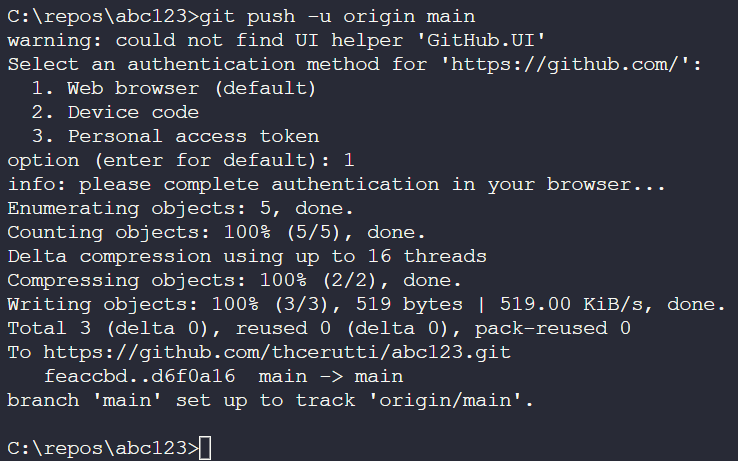 C:\repos\abc123>git push -u origin main
warning: could not find UI helper 'GitHub.UI'
Select an authentication method for 'https://github.com/':
  1. Web browser (default)
  2. Device code
  3. Personal access token
option (enter for default): 1
info: please complete authentication in your browser...
Enumerating objects: 5, done.
Counting objects: 100% (5/5), done.
Delta compression using up to 16 threads
Compressing objects: 100% (2/2), done.
Writing objects: 100% (3/3), 519 bytes | 519.00 KiB/s, done.
Total 3 (delta 0), reused 0 (delta 0), pack-reused 0
To https://github.com/thcerutti/abc123.git
   feaccbd..d6f0a16  main -> main
branch 'main' set up to track 'origin/main'.
C:\repos\abc123>